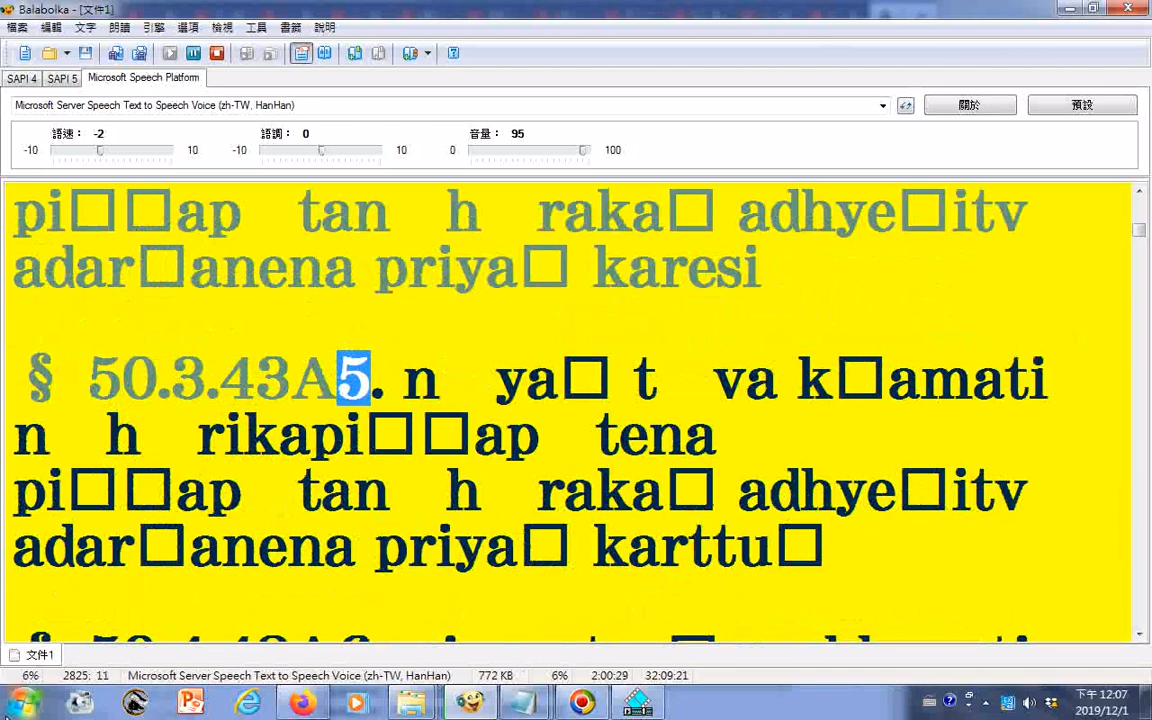 Balabolka - [文件1]
檔案 編輯 文字 朗讀 引擎 選項 檢視 工具 書籤 說明
SAPI 4 SAPI 5 Microsoft Speech Platform
Microsoft Server Speech Text to Speech Voice (zh-TW, HanHan)
關於 預設
語速： -2 語調： 0 音量： 95
-10 10 -10 10 0 100
pi□□ap tan h raka□ adhye□itv
adar□anena priya□ karesi
§ 50.3.43A5. n ya□ t va k□amati
n h rikapi□□ap tena
pi□□ap tan h raka□ adhye□itv
adar□anena priya□ karttu□
文件1
6% 2825: 11 Microsoft Server Speech Text to Speech Voice (zh-TW, HanHan) 772 KB 6% 2:00:29 32:09:21
下午 12:07
2019/12/1